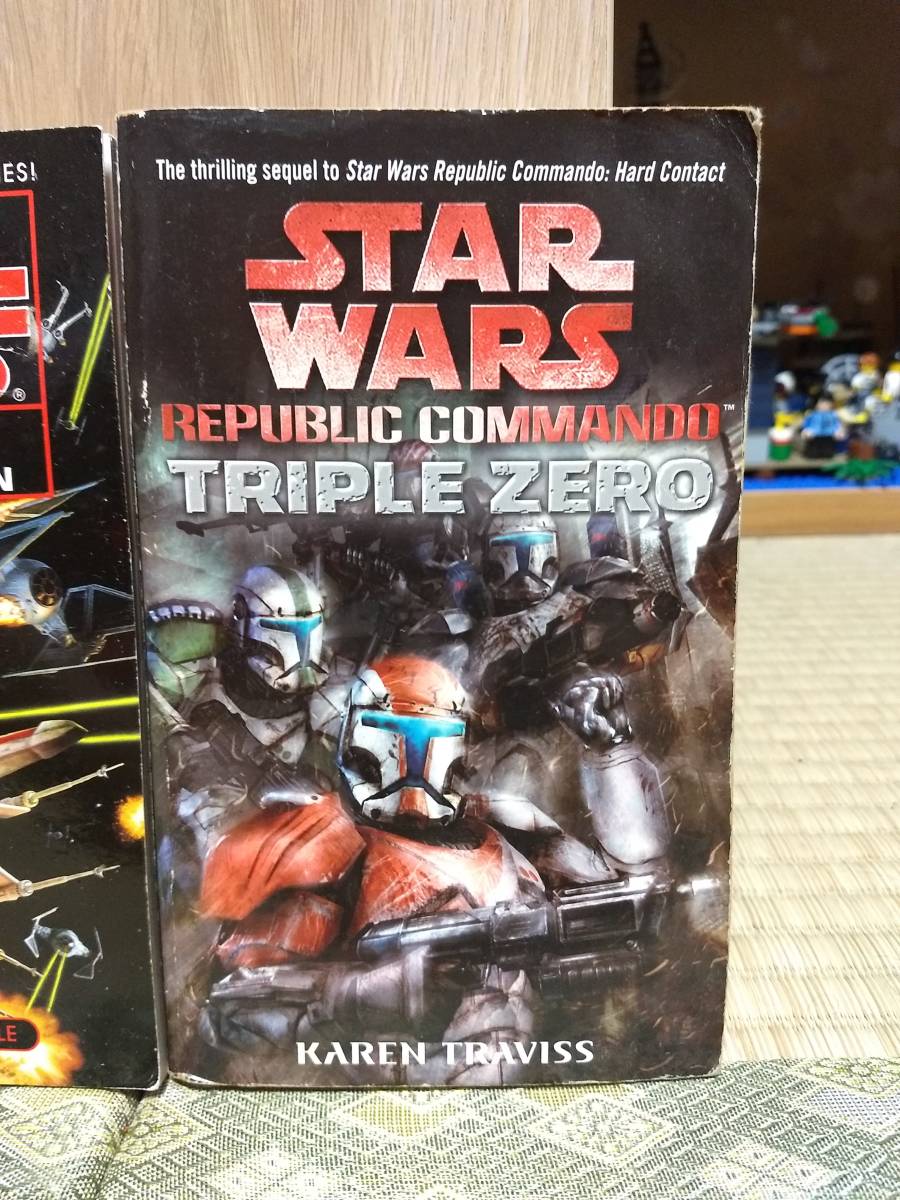 The thrilling sequel to Star Wars Republic Commando: Hard Contact
STAR
WARS
REPUBLIC COMMANDO™
TRIPLE ZERO
KAREN TRAVISS
ES!
®
N
LE